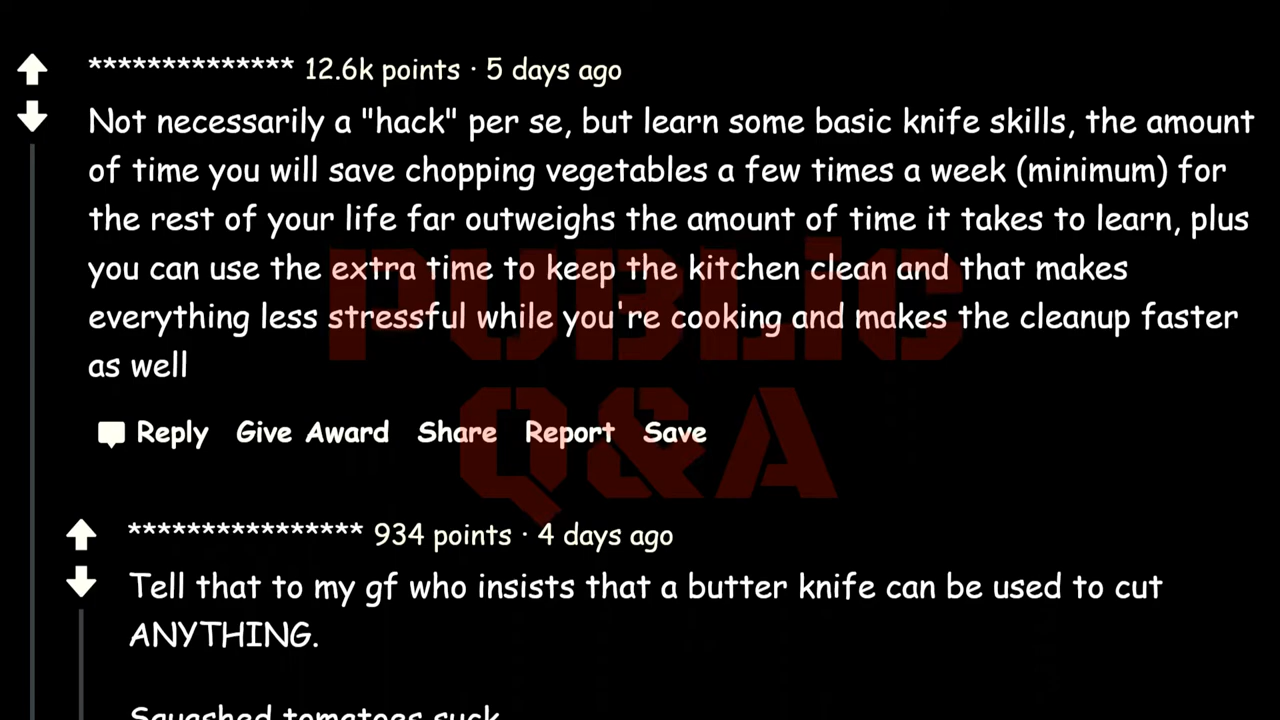 ************** 12.6k points · 5 days ago
Not necessarily a "hack" per se, but learn some basic knife skills, the amount
of time you will save chopping vegetables a few times a week (minimum) for
the rest of your life far outweighs the amount of time it takes to learn, plus
you can use the extra time to keep the kitchen clean and that makes
everything less stressful while you're cooking and makes the cleanup faster
as well
PUBLIC
Q&A
Reply Give Award Share Report Save
**************** 934 points · 4 days ago
Tell that to my gf who insists that a butter knife can be used to cut
ANYTHING.
Squashed tomatoes suck